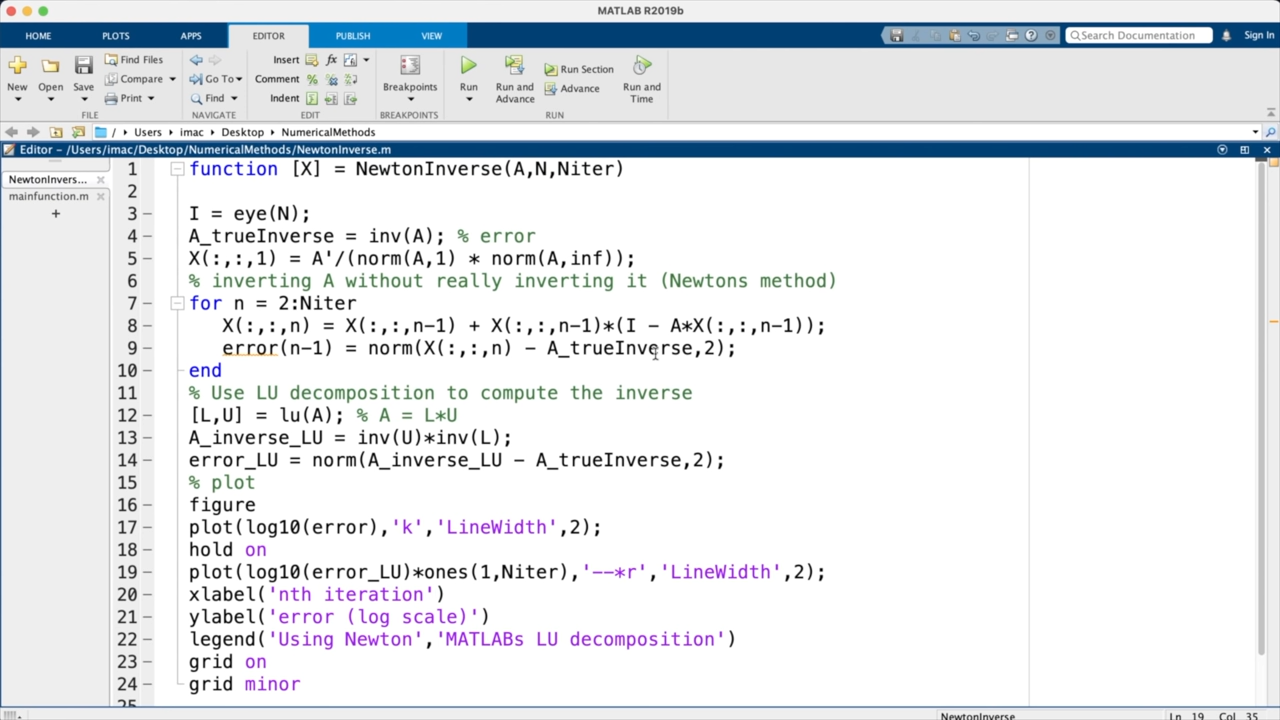 MATLAB R2019b
HOME PLOTS APPS EDITOR PUBLISH VIEW Search Documentation Sign In
New Open Save Find Files Compare Print
Go To Find
Insert fx Comment % Indent
Breakpoints
Run Run and Advance Run Section Advance Run and Time
FILE NAVIGATE EDIT BREAKPOINTS RUN
/ Users imac Desktop NumericalMethods
Editor - /Users/imac/Desktop/NumericalMethods/NewtonInverse.m
NewtonInvers...
mainfunction.m
+
1 function [X] = NewtonInverse(A,N,Niter)
2
3 I = eye(N);
4 A_trueInverse = inv(A); % error
5 X(:,:,1) = A'/(norm(A,1) * norm(A,inf));
6 % inverting A without really inverting it (Newtons method)
7 for n = 2:Niter
8 X(:,:,n) = X(:,:,n-1) + X(:,:,n-1)*(I - A*X(:,:,n-1));
9 error(n-1) = norm(X(:,:,n) - A_trueInverse,2);
10 end
11 % Use LU decomposition to compute the inverse
12 [L,U] = lu(A); % A = L*U
13 A_inverse_LU = inv(U)*inv(L);
14 error_LU = norm(A_inverse_LU - A_trueInverse,2);
15 % plot
16 figure
17 plot(log10(error),'k','LineWidth',2);
18 hold on
19 plot(log10(error_LU)*ones(1,Niter),'--*r','LineWidth',2);
20 xlabel('nth iteration')
21 ylabel('error (log scale)')
22 legend('Using Newton','MATLABs LU decomposition')
23 grid on
24 grid minor
25
NewtonInverse Ln 19 Col 35